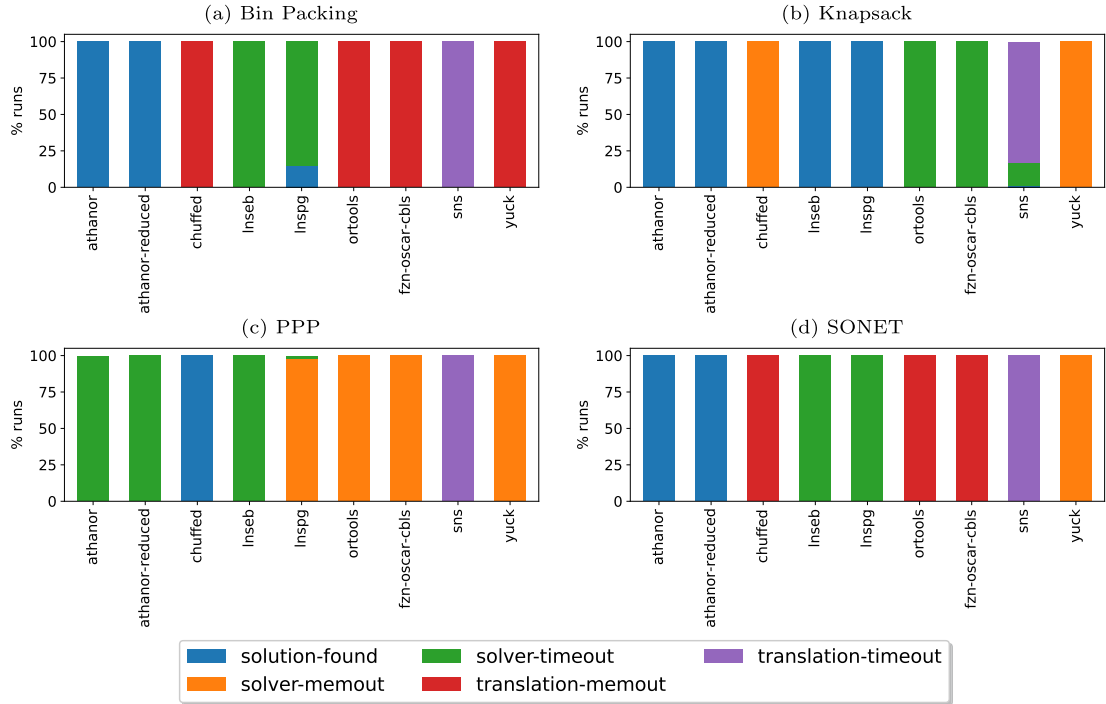 (a) Bin Packing
100
75
50
25
0
% runs
athanor
athanor-reduced
chuffed
lnseb
lnspg
ortools
fzn-oscar-cbls
sns
yuck
(b) Knapsack
100
75
50
25
0
% runs
athanor
athanor-reduced
chuffed
lnseb
lnspg
ortools
fzn-oscar-cbls
sns
yuck
(c) PPP
100
75
50
25
0
% runs
athanor
athanor-reduced
chuffed
lnseb
lnspg
ortools
fzn-oscar-cbls
sns
yuck
(d) SONET
100
75
50
25
0
% runs
athanor
athanor-reduced
chuffed
lnseb
lnspg
ortools
fzn-oscar-cbls
sns
yuck
solution-found
solver-memout
solver-timeout
translation-memout
translation-timeout